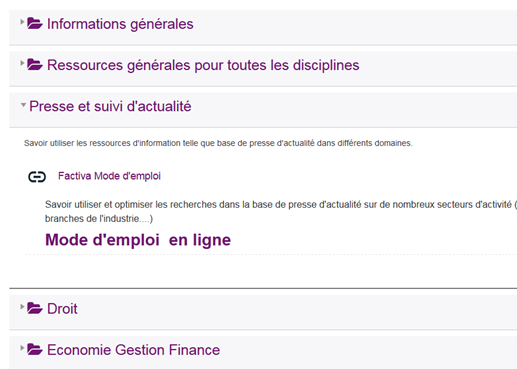 Informations générales
Ressources générales pour toutes les disciplines
Presse et suivi d'actualité
Savoir utiliser les ressources d'information telle que base de presse d'actualité dans différents domaines.
Factiva Mode d'emploi
Savoir utiliser et optimiser les recherches dans la base de presse d'actualité sur de nombreux secteurs d'activité (
branches de l'industrie....)
Mode d'emploi en ligne
Droit
Economie Gestion Finance